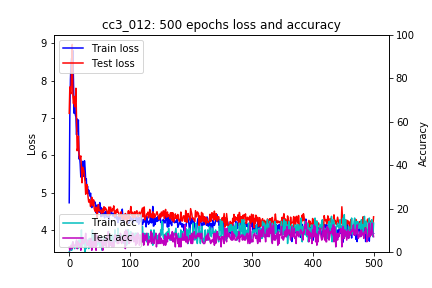 cc3_012: 500 epochs loss and accuracy
Train loss
Test loss
Train acc
Test acc
Loss
9
8
7
6
5
4
Accuracy
100
80
60
40
20
0
0
100
200
300
400
500